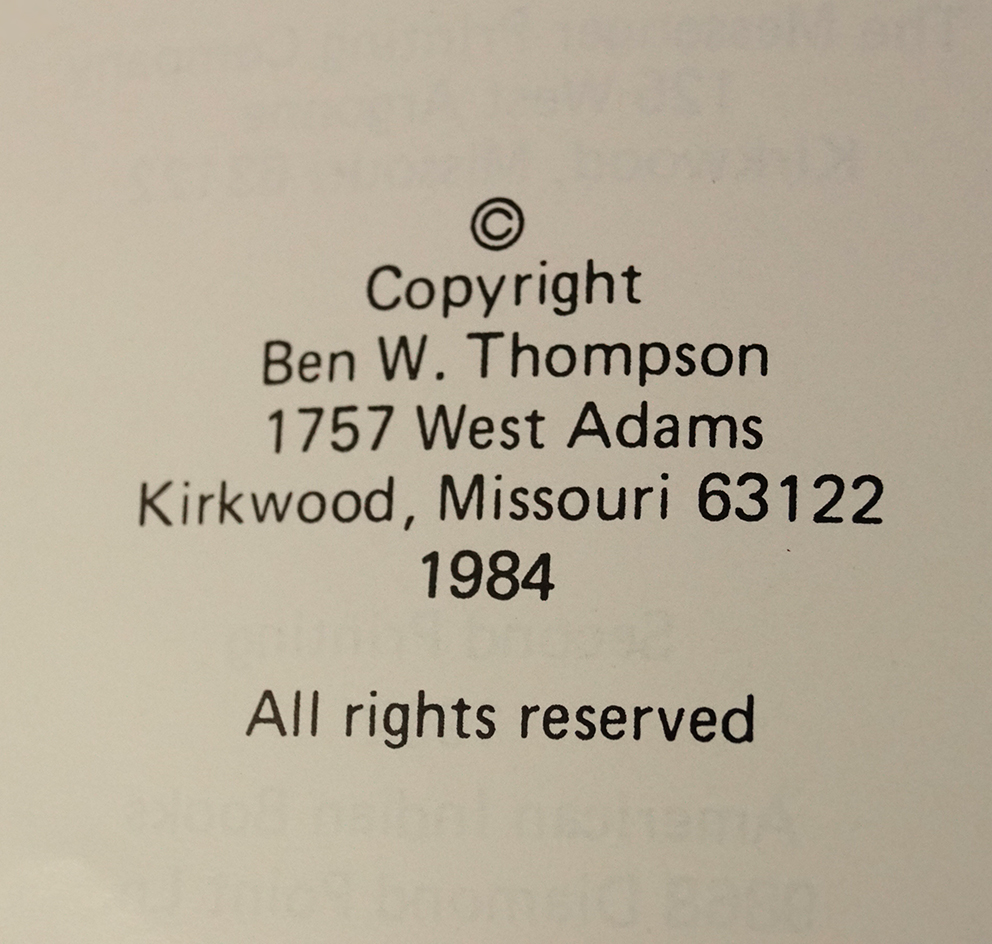 ©
Copyright
Ben W. Thompson
1757 West Adams
Kirkwood, Missouri 63122
1984
All rights reserved